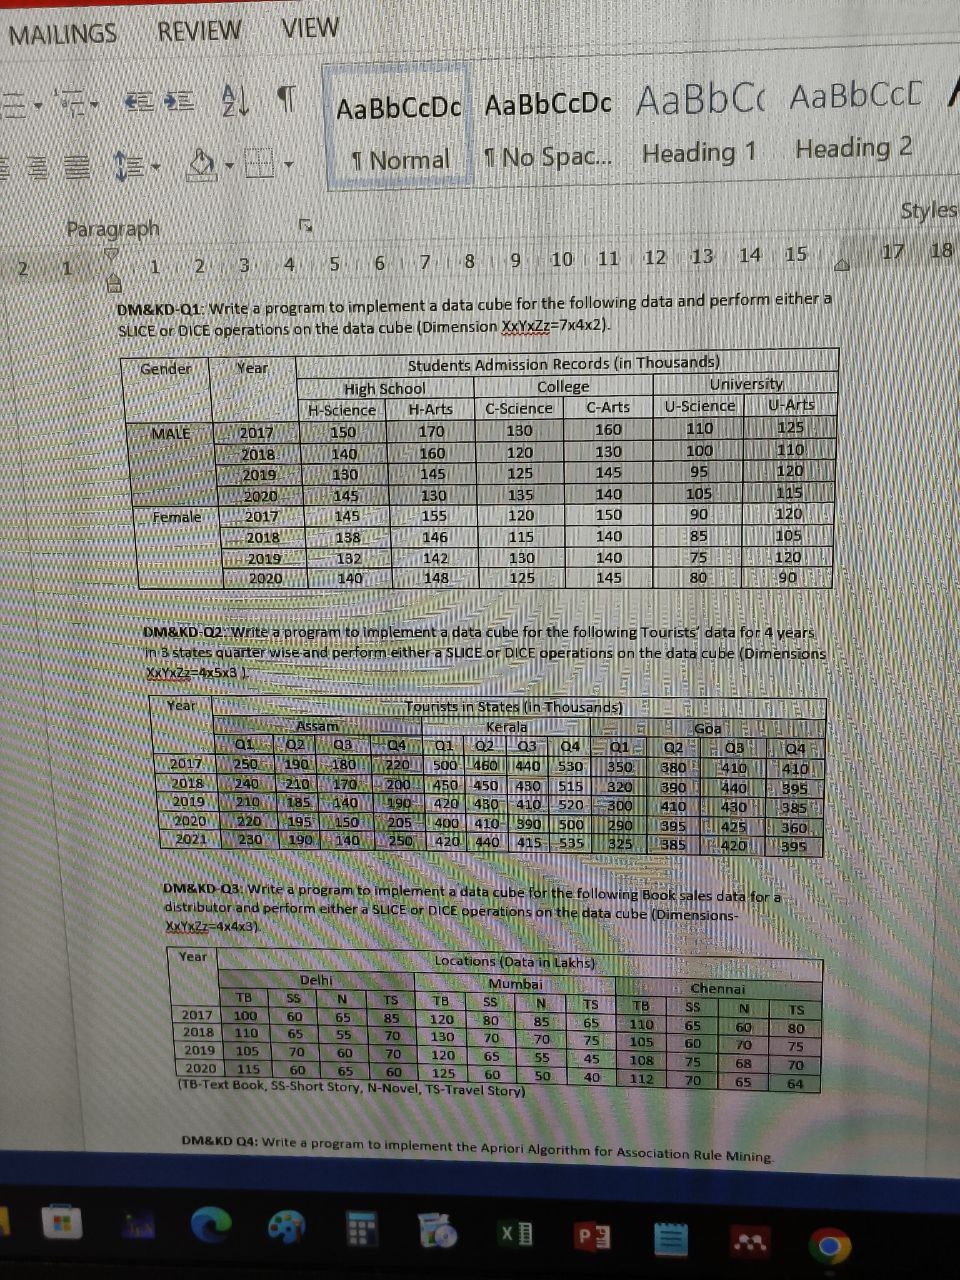 MAILINGS REVIEW VIEW
AaBbCcDc AaBbCcDc AaBbC( AaBbCcD
¶ Normal ¶ No Spac... Heading 1 Heading 2
Paragraph Styles
2 1 1 2 3 4 5 6 7 8 9 10 11 12 13 14 15 17 18
DM&KD-Q1: Write a program to implement a data cube for the following data and perform either a
SLICE or DICE operations on the data cube (Dimension XxYxZz=7x4x2).
Gender Year Students Admission Records (in Thousands)
High School College University
H-Science H-Arts C-Science C-Arts U-Science U-Arts
MALE 2017 150 170 130 160 110 125
2018 140 160 120 130 100 110
2019 130 145 125 145 95 120
2020 145 130 135 140 105 115
Female 2017 145 155 120 150 90 120
2018 138 146 115 140 85 105
2019 132 142 130 140 75 120
2020 140 148 125 145 80 90
DM&KD-Q2: Write a program to implement a data cube for the following Tourists' data for 4 years
in 3 states quarter wise and perform either a SLICE or DICE operations on the data cube (Dimensions
XxYxZz=4x5x3 ).
Year Tourists in States (in Thousands)
Assam Kerala Goa
Q1 Q2 Q3 Q4 Q1 Q2 Q3 Q4 Q1 Q2 Q3 Q4
2017 250 190 180 220 500 460 440 530 350 380 410 410
2018 240 210 170 200 450 450 430 515 320 390 440 395
2019 210 185 140 190 420 430 410 520 300 410 430 385
2020 220 195 150 205 400 410 390 500 290 395 425 360
2021 230 190 140 250 420 440 415 535 325 385 420 395
DM&KD-Q3: Write a program to implement a data cube for the following Book sales data for a
distributor and perform either a SLICE or DICE operations on the data cube (Dimensions-
XxYxZz=4x4x3).
Year Locations (Data in Lakhs)
Delhi Mumbai Chennai
TB SS N TS TB SS N TS TB SS N TS
2017 100 60 65 85 120 80 85 65 110 65 60 80
2018 110 65 55 70 130 70 70 75 105 60 70 75
2019 105 70 60 70 120 65 55 45 108 75 68 70
2020 115 60 65 60 125 60 50 40 112 70 65 64
(TB-Text Book, SS-Short Story, N-Novel, TS-Travel Story)
DM&KD Q4: Write a program to implement the Apriori Algorithm for Association Rule Mining.